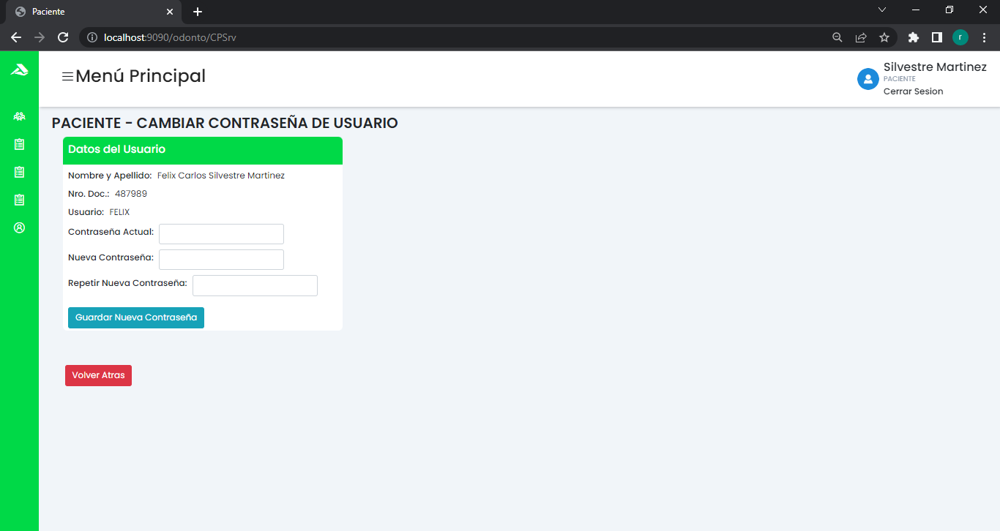 Paciente
localhost:9090/odonto/CPSrv
r
Menú Principal
Silvestre Martinez
PACIENTE
Cerrar Sesion
PACIENTE - CAMBIAR CONTRASEÑA DE USUARIO
Datos del Usuario
Nombre y Apellido: Felix Carlos Silvestre Martinez
Nro. Doc.: 487989
Usuario: FELIX
Contraseña Actual:
Nueva Contraseña:
Repetir Nueva Contraseña:
Guardar Nueva Contraseña
Volver Atras